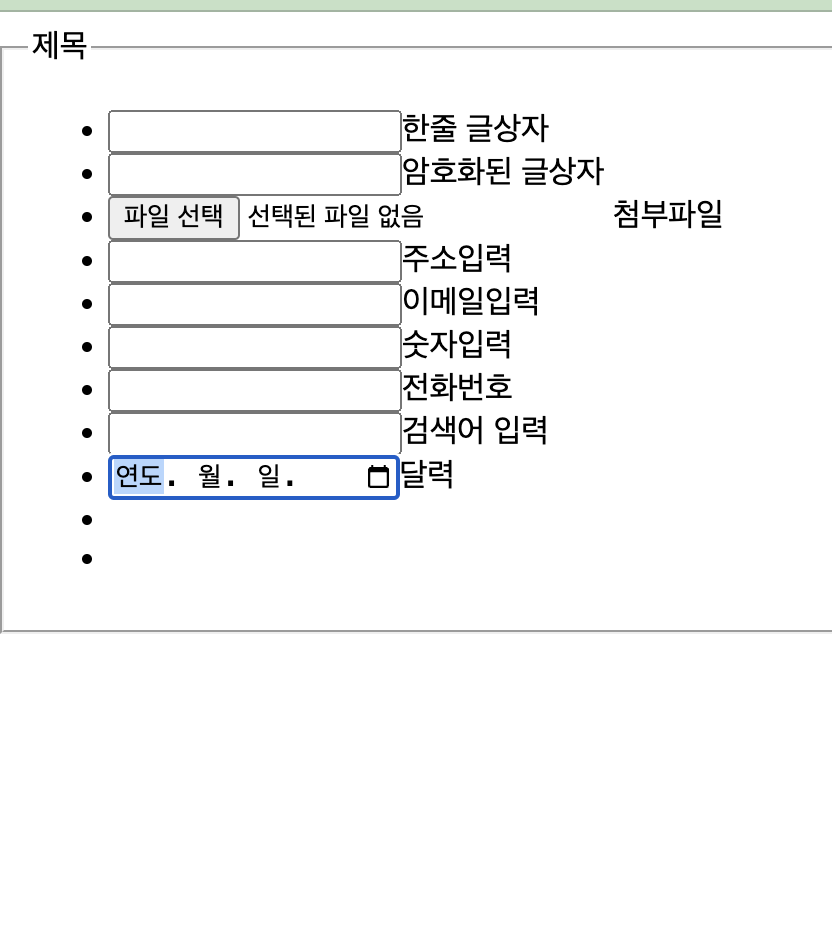 제목
한줄 글상자
암호화된 글상자
파일 선택 선택된 파일 없음 첨부파일
주소입력
이메일입력
숫자입력
전화번호
검색어 입력
연도. 월. 일. 달력